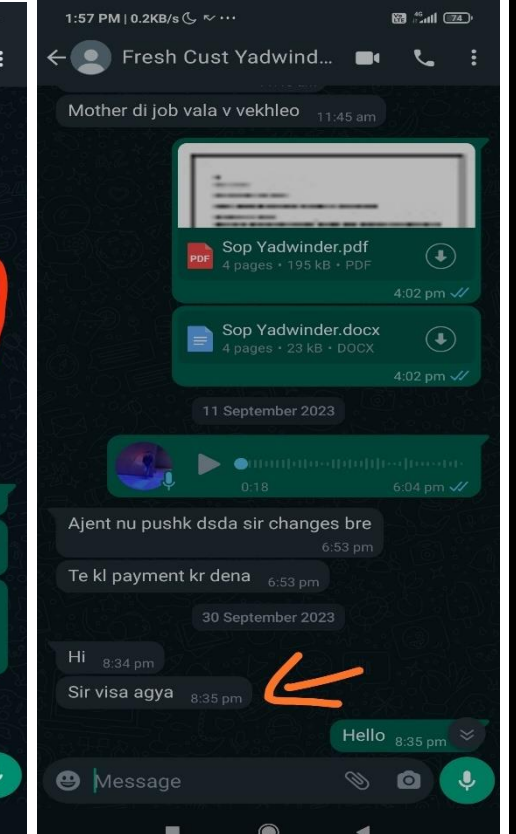 1:57 PM | 0.2KB/s
4G 74
Fresh Cust Yadwind...
Mother di job vala v vekhleo 11:45 am
PDF Sop Yadwinder.pdf
4 pages • 195 kB • PDF
4:02 pm
Sop Yadwinder.docx
4 pages • 23 kB • DOCX
4:02 pm
11 September 2023
0:18 6:04 pm
Ajent nu pushk dsda sir changes bre
6:53 pm
Te kl payment kr dena 6:53 pm
30 September 2023
Hi 8:34 pm
Sir visa agya 8:35 pm
Hello 8:35 pm
Message